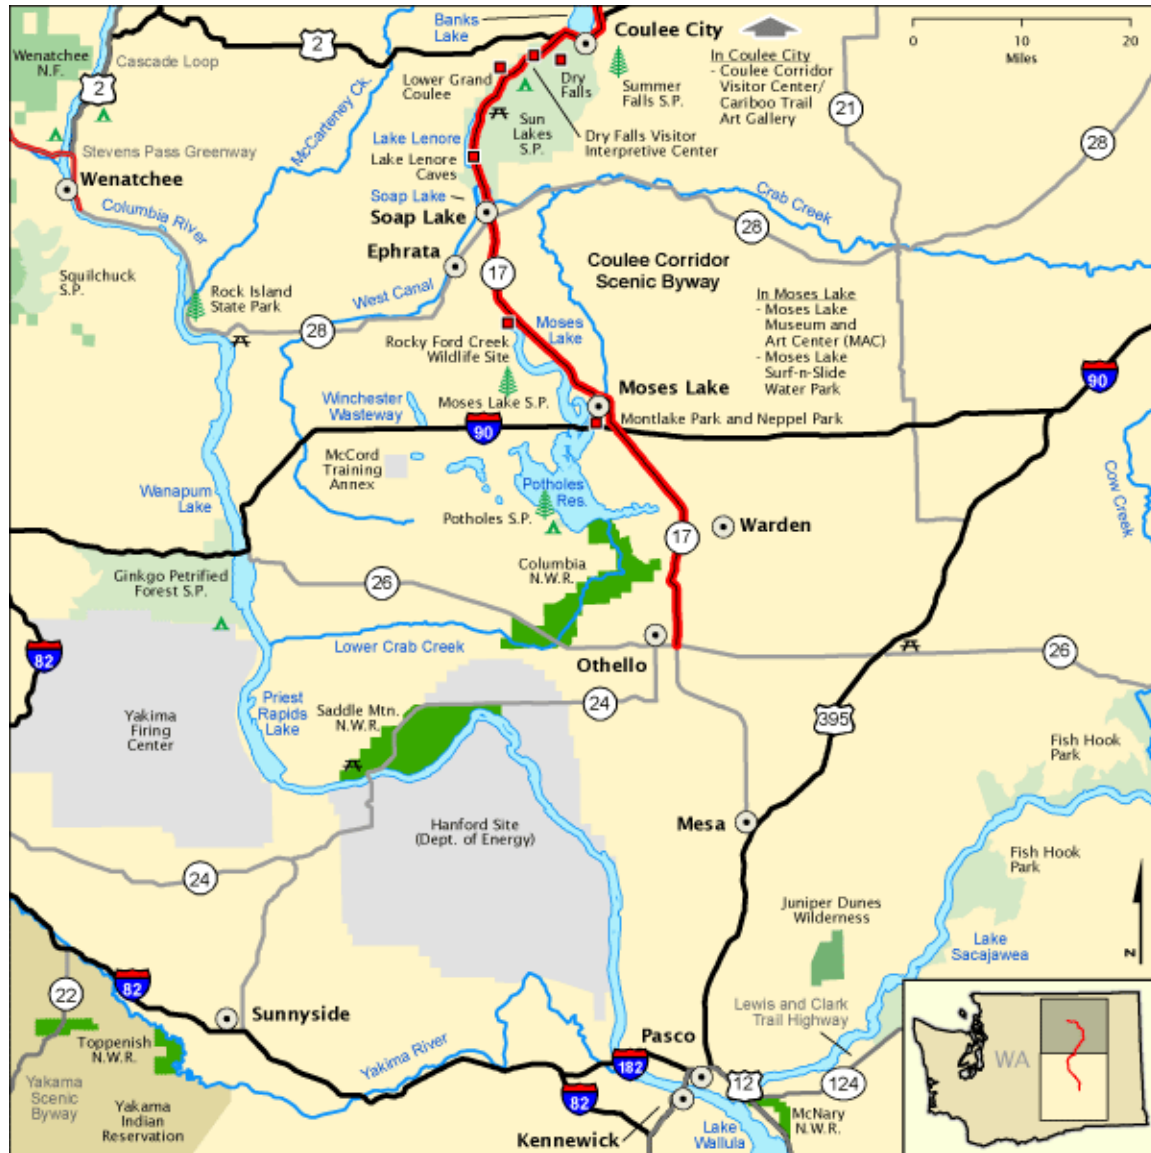 Banks
Lake
Coulee City
0
10
20
Miles
2
Wenatchee
N.F.
Cascade Loop
2
In Coulee City
- Coulee Corridor
Visitor Center/
Cariboo Trail
Art Gallery
Lower Grand
Coulee
Dry
Falls
Summer
Falls S.P.
21
McCarteney Ck.
Sun
Lakes
S.P.
Dry Falls Visitor
Interpretive Center
28
Lake Lenore
Lake Lenore
Caves
Stevens Pass Greenway
Wenatchee
Soap Lake
Soap Lake
Crab Creek
Columbia River
28
Ephrata
Coulee Corridor
Scenic Byway
17
Squilchuck
S.P.
Rock Island
State Park
West Canal
28
In Moses Lake
- Moses Lake
Museum and
Art Center (MAC)
- Moses Lake
Surf-n-Slide
Water Park
Moses
Lake
Rocky Ford Creek
Wildlife Site
90
Moses Lake
Moses Lake S.P.
Winchester
Wasteway
Montlake Park and Neppel Park
90
McCord
Training
Annex
Potholes
Res.
Wanapum
Lake
Cow Creek
Potholes S.P.
Warden
17
Ginkgo Petrified
Forest S.P.
26
Columbia
N.W.R.
82
Lower Crab Creek
Othello
26
Priest
Rapids
Lake
Saddle Mtn.
N.W.R.
24
Yakima
Firing
Center
395
Fish Hook
Park
Mesa
Hanford Site
(Dept. of Energy)
Fish Hook
Park
24
Juniper Dunes
Wilderness
Lake
Sacajawea
N
82
22
Lewis and Clark
Trail Highway
Sunnyside
Pasco
Toppenish
N.W.R.
Yakima River
182
12
124
WA
Yakama
Scenic
Byway
82
Yakama
Indian
Reservation
McNary
N.W.R.
Kennewick
Lake
Wallula